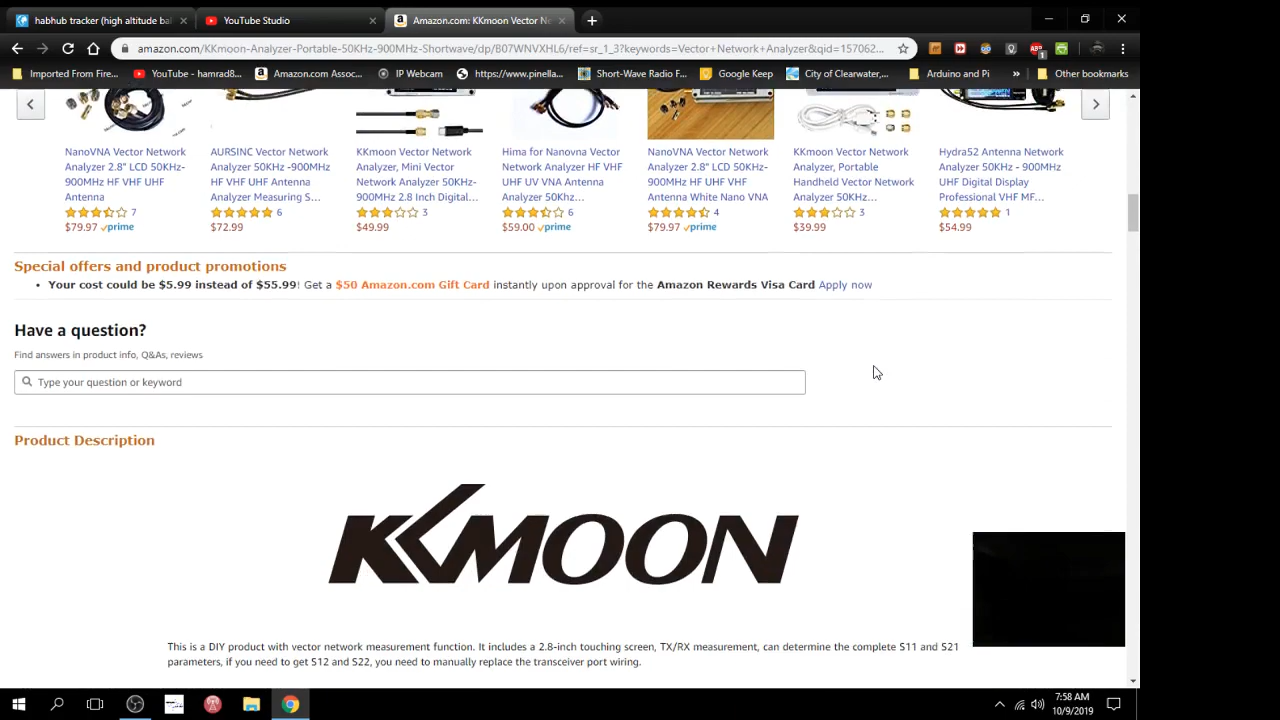 habhub tracker (high altitude bal
YouTube Studio
Amazon.com: KKmoon Vector Ne
amazon.com/KKmoon-Analyzer-Portable-50KHz-900MHz-Shortwave/dp/B07WNVXHL6/ref=sr_1_3?keywords=Vector+Network+Analyzer&qid=157062...
Imported From Fire...
YouTube - hamrad8...
Amazon.com Assoc...
IP Webcam
https://www.pinella...
Short-Wave Radio F...
Google Keep
City of Clearwater,...
Arduino and Pi
»
Other bookmarks
NanoVNA Vector Network
Analyzer 2.8" LCD 50KHz-
900MHz HF VHF UHF
Antenna
7
$79.97 prime
AURSINC Vector Network
Analyzer 50KHz -900MHz
HF VHF UHF Antenna
Analyzer Measuring S...
6
$72.99
KKmoon Vector Network
Analyzer, Mini Vector
Network Analyzer 50KHz-
900MHz 2.8 Inch Digital...
3
$49.99
Hima for Nanovna Vector
Network Analyzer HF VHF
UHF UV VNA Antenna
Analyzer 50Khz...
6
$59.00 prime
NanoVNA Vector Network
Analyzer 2.8" LCD 50KHz-
900MHz HF UHF VHF
Antenna White Nano VNA
4
$79.97 prime
KKmoon Vector Network
Analyzer, Portable
Handheld Vector Network
Analyzer 50KHz...
3
$39.99
Hydra52 Antenna Network
Analyzer 50KHz - 900MHz
UHF Digital Display
Professional VHF MF...
1
$54.99
Special offers and product promotions
• Your cost could be $5.99 instead of $55.99! Get a $50 Amazon.com Gift Card instantly upon approval for the Amazon Rewards Visa Card Apply now
Have a question?
Find answers in product info, Q&As, reviews
Type your question or keyword
Product Description
KKMOON
This is a DIY product with vector network measurement function. It includes a 2.8-inch touching screen, TX/RX measurement, can determine the complete S11 and S21
parameters, if you need to get S12 and S22, you need to manually replace the transceiver port wiring.
7:58 AM
10/9/2019